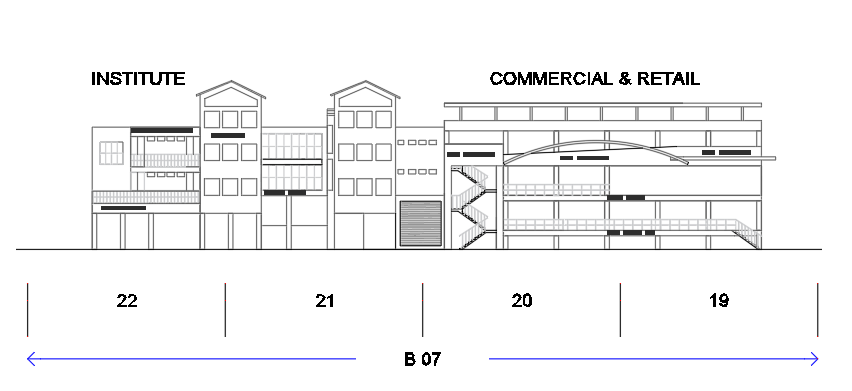 INSTITUTE COMMERCIAL & RETAIL
22 21 20 19
B 07